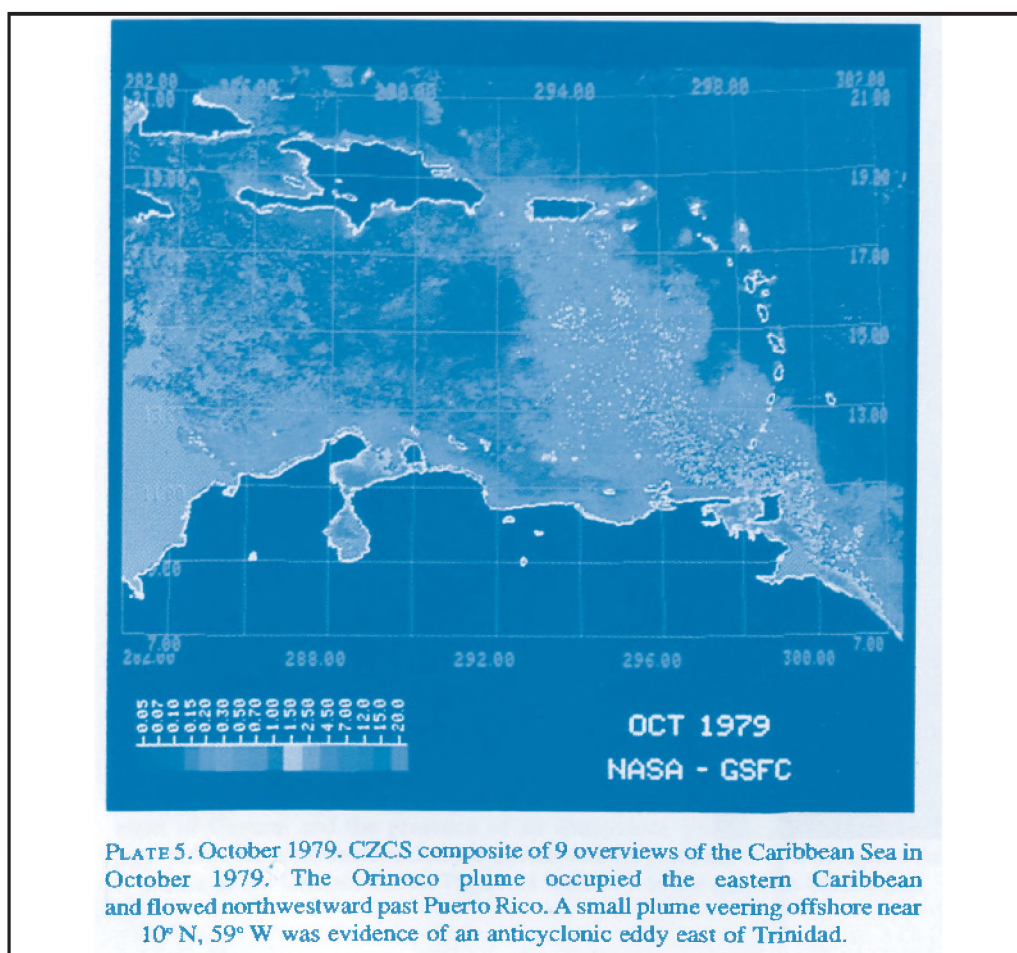 282.00 286.00 290.00 294.00 298.00 302.00
21.00 21.00
19.00 19.00
17.00
15.00
13.00 13.00
7.00 7.00
282.00 288.00 292.00 296.00 300.00
0.05 0.07 0.10 0.15 0.20 0.30 0.50 0.70 1.00 1.50 2.50 4.50 7.00 12.0 15.0 20.0
OCT 1979
NASA - GSFC
PLATE 5. October 1979. CZCS composite of 9 overviews of the Caribbean Sea in
October 1979. The Orinoco plume occupied the eastern Caribbean
and flowed northwestward past Puerto Rico. A small plume veering offshore near
10° N, 59° W was evidence of an anticyclonic eddy east of Trinidad.